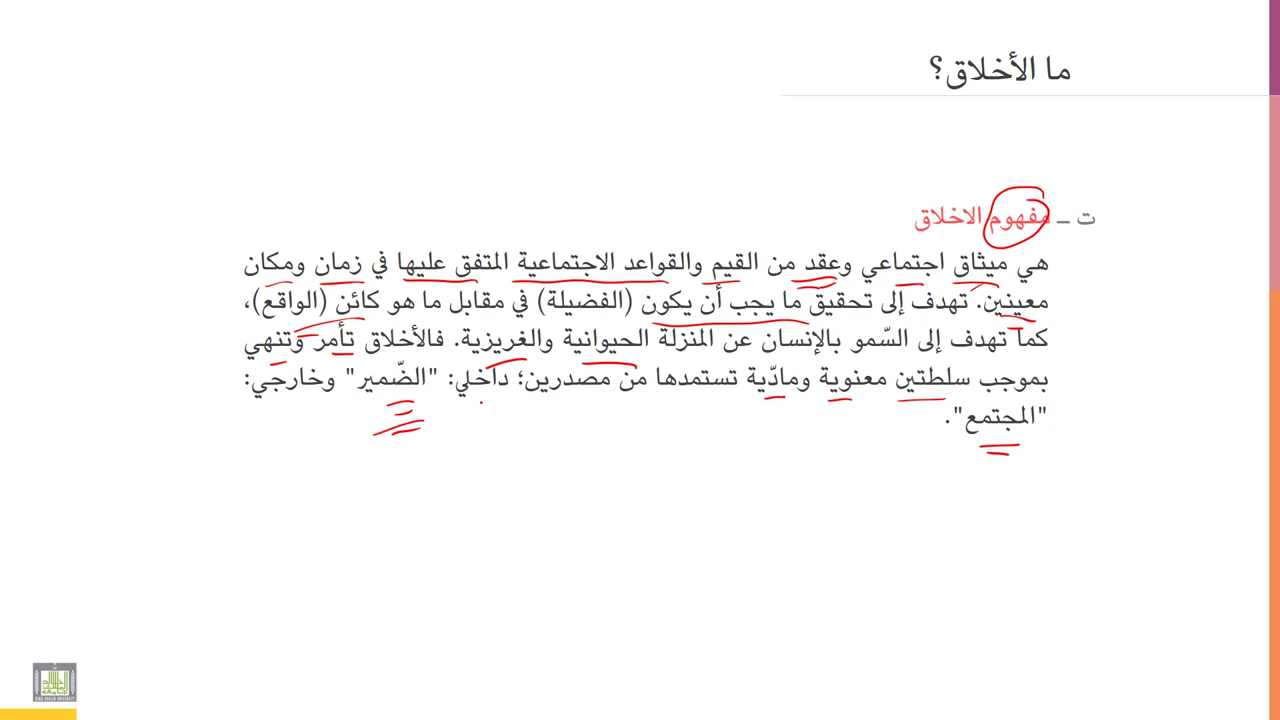 ما الأخلاق؟
ت – مفهوم الاخلاق
هي ميثاق اجتماعي وعقد من القيم والقواعد الاجتماعية المتفق عليها في زمان ومكان
معينين. تهدف إلى تحقيق ما يجب أن يكون (الفضيلة) في مقابل ما هو كائن (الواقع)،
كما تهدف إلى السّمو بالإنسان عن المنزلة الحيوانية والغريزية. فالأخلاق تأمر وتنهي
بموجب سلطتين معنوية ومادّية تستمدها من مصدرين؛ داخلي: "الضّمير" وخارجي:
"المجتمع".